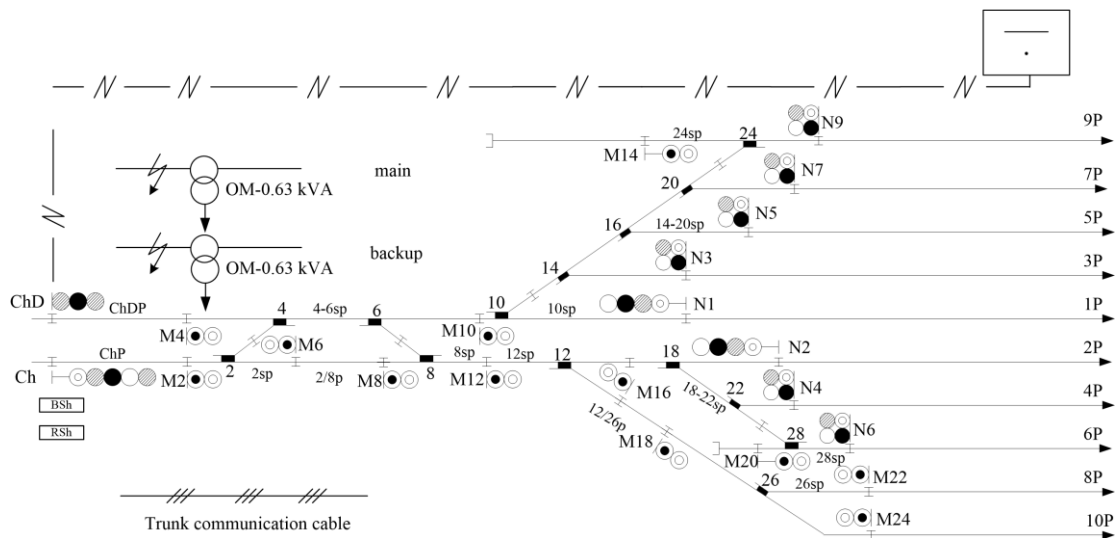 N9
9P
24sp
24
M14
N7
main
20
7P
OM-0.63 kVA
N5
16
14-20sp
5P
backup
N3
14
OM-0.63 kVA
3P
ChD
ChDP
4
4-6sp
6
10
10sp
N1
1P
M4
M6
M10
ChP
8sp
12sp
12
18
N2
2P
Ch
M2
2
2sp
2/8p
M8
8
M12
M16
18-22sp
22
N4
4P
BSh
RSh
12/26p
M18
28
N6
6P
M20
28sp
26sp
M22
26
8P
M24
10P
Trunk communication cable